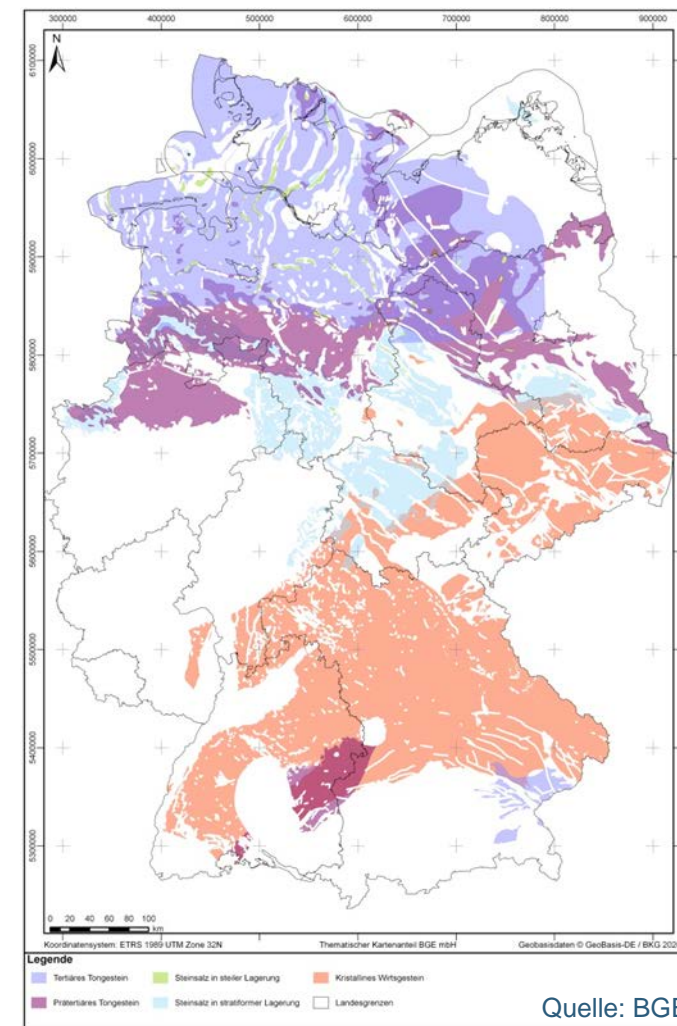 300000 400000 500000 600000 700000 800000 900000
N
6100000
6000000
5900000
5800000
5700000
5600000
5500000
5400000
5300000
0 20 40 60 80 100
km
Koordinatensystem: ETRS 1989 UTM Zone 32N Thematischer Kartenanteil BGE mbH Geobasisdaten © GeoBasis-DE / BKG 202
Legende
Tertiäres Tongestein Steinsalz in steiler Lagerung Kristallines Wirtsgestein
Prätertiäres Tongestein Steinsalz in stratiformer Lagerung Landesgrenzen
Quelle: BGE